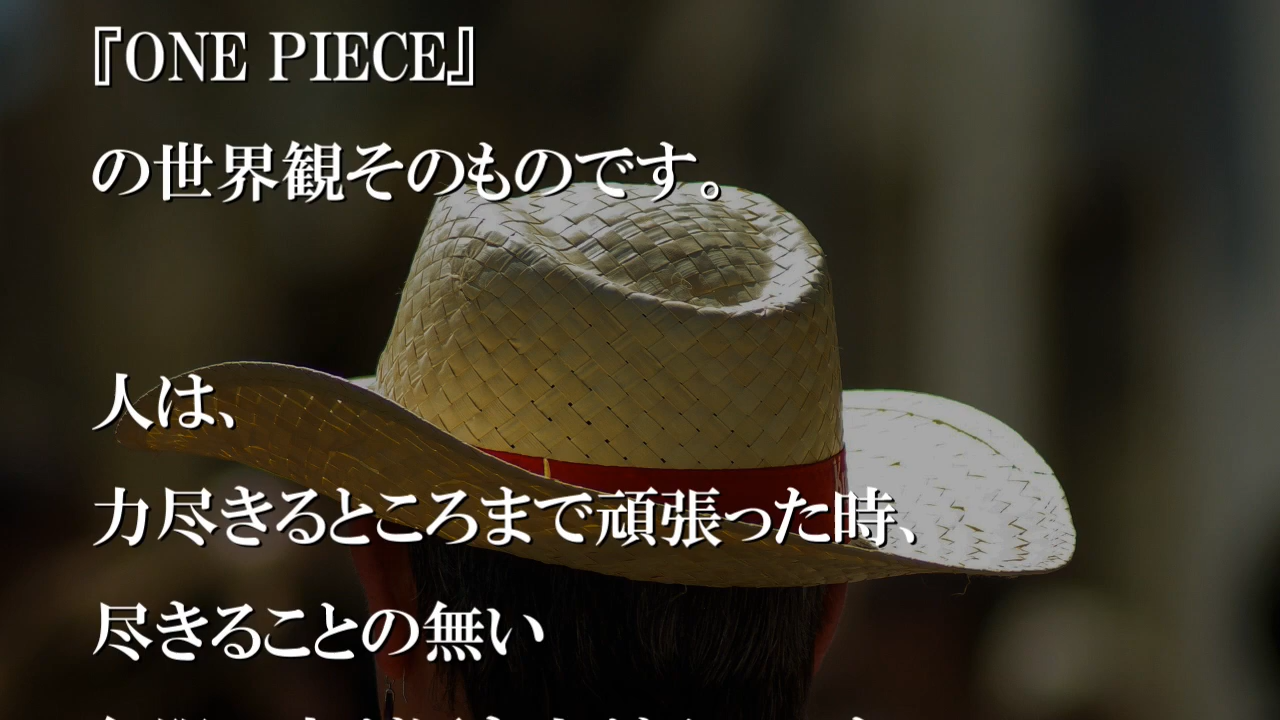 『ONE PIECE』
の世界観そのものです。
人は、
力尽きるところまで頑張った時、
尽きることの無い